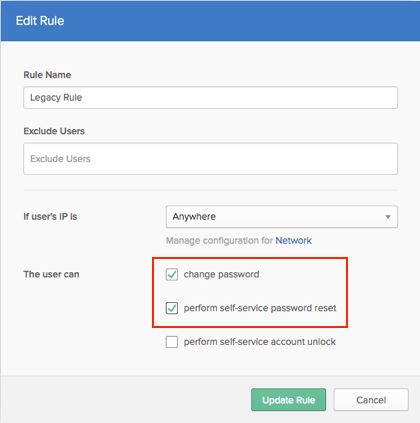 Edit Rule
Rule Name
Legacy Rule
Exclude Users
Exclude Users
If user's IP is
Anywhere
Manage configuration for Network
The user can
change password
perform self-service password reset
perform self-service account unlock
Update Rule
Cancel